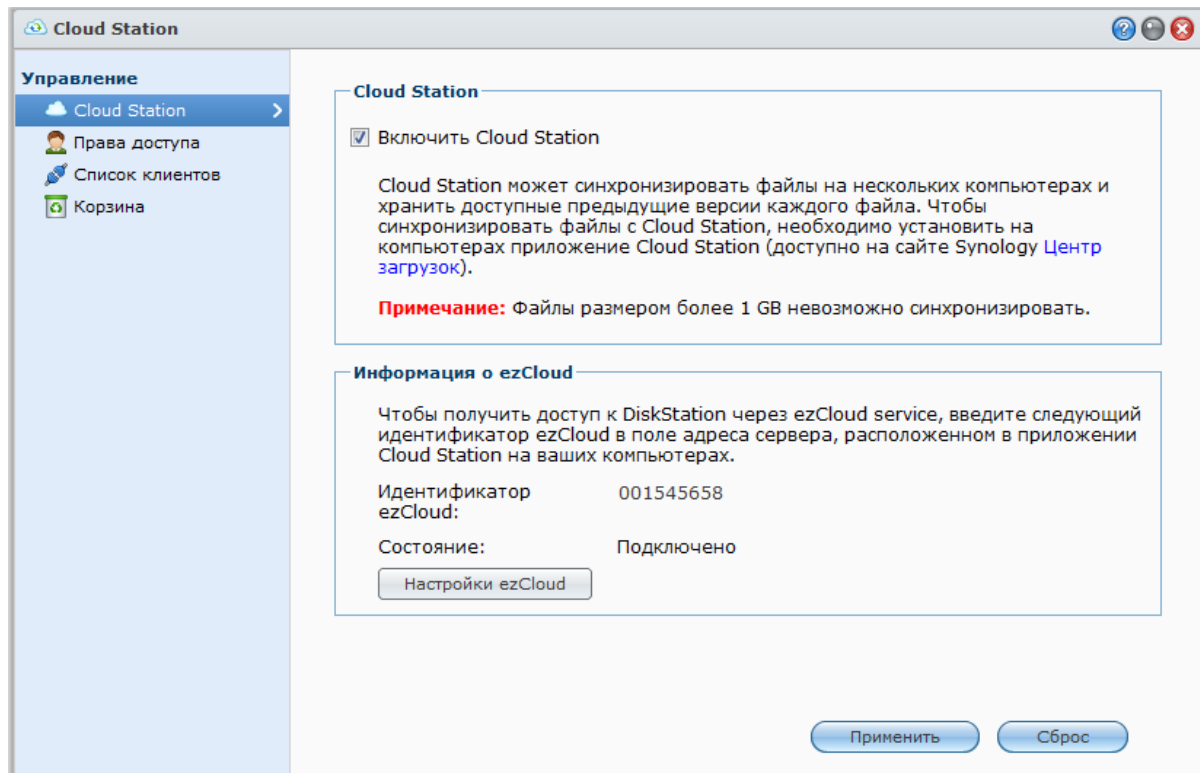 Cloud Station
Управление
Cloud Station
Права доступа
Список клиентов
Корзина
Cloud Station
Включить Cloud Station
Cloud Station может синхронизировать файлы на нескольких компьютерах и
хранить доступные предыдущие версии каждого файла. Чтобы
синхронизировать файлы с Cloud Station, необходимо установить на
компьютерах приложение Cloud Station (доступно на сайте Synology Центр
загрузок).
Примечание: Файлы размером более 1 GB невозможно синхронизировать.
Информация о ezCloud
Чтобы получить доступ к DiskStation через ezCloud service, введите следующий
идентификатор ezCloud в поле адреса сервера, расположенном в приложении
Cloud Station на ваших компьютерах.
Идентификатор
ezCloud:
001545658
Состояние: Подключено
Настройки ezCloud
Применить Сброс